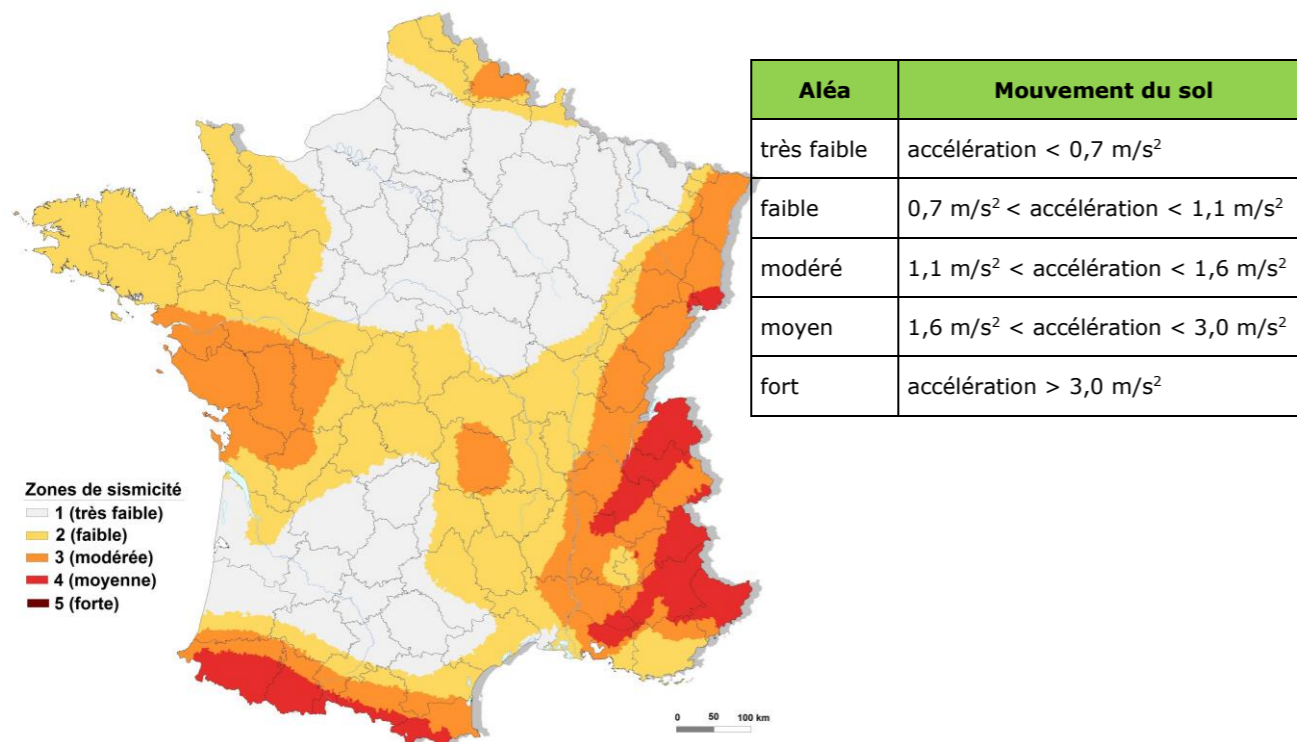 Aléa Mouvement du sol
très faible accélération < 0,7 m/s²
faible 0,7 m/s² < accélération < 1,1 m/s²
modéré 1,1 m/s² < accélération < 1,6 m/s²
moyen 1,6 m/s² < accélération < 3,0 m/s²
fort accélération > 3,0 m/s²
Zones de sismicité
1 (très faible)
2 (faible)
3 (modérée)
4 (moyenne)
5 (forte)
0 50 100 km